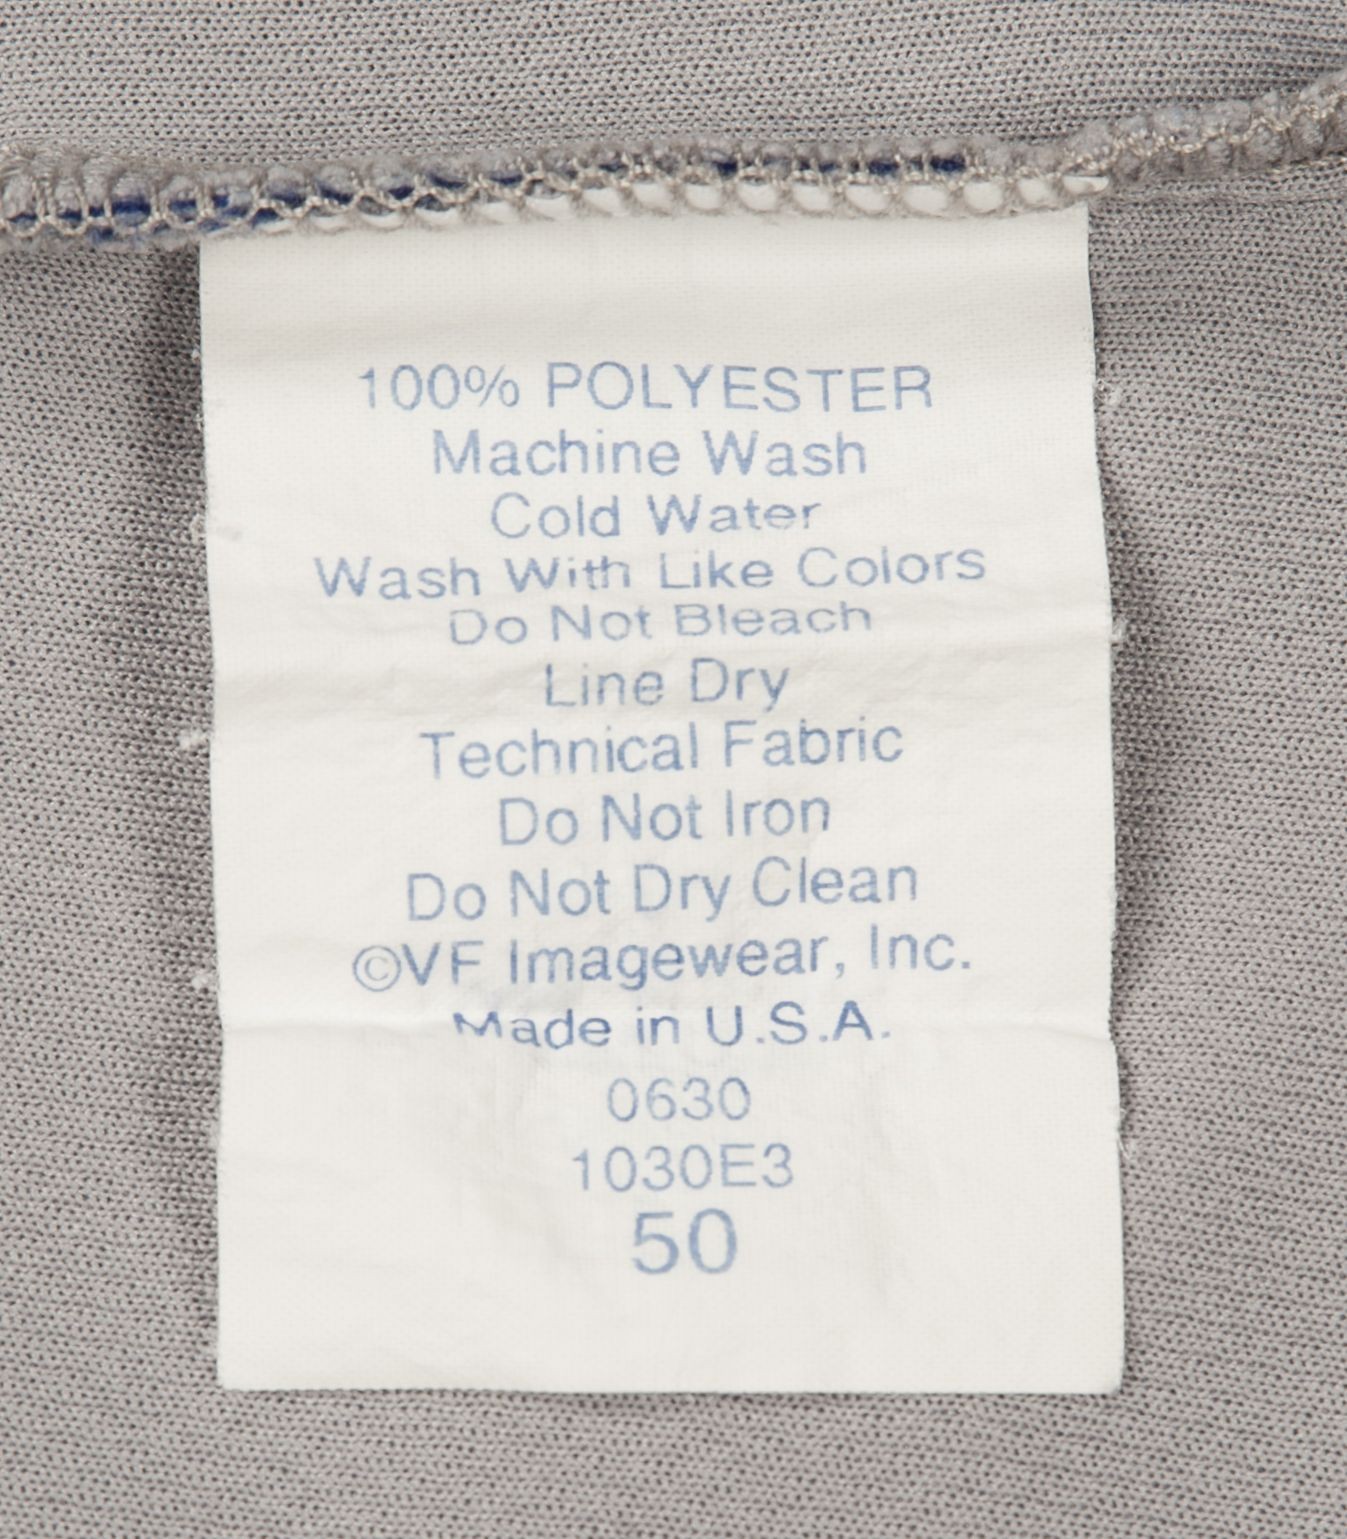 100% POLYESTER
Machine Wash
Cold Water
Wash With Like Colors
Do Not Bleach
Line Dry
Technical Fabric
Do Not Iron
Do Not Dry Clean
©VF Imagewear, Inc.
Made in U.S.A.
0630
1030E3
50